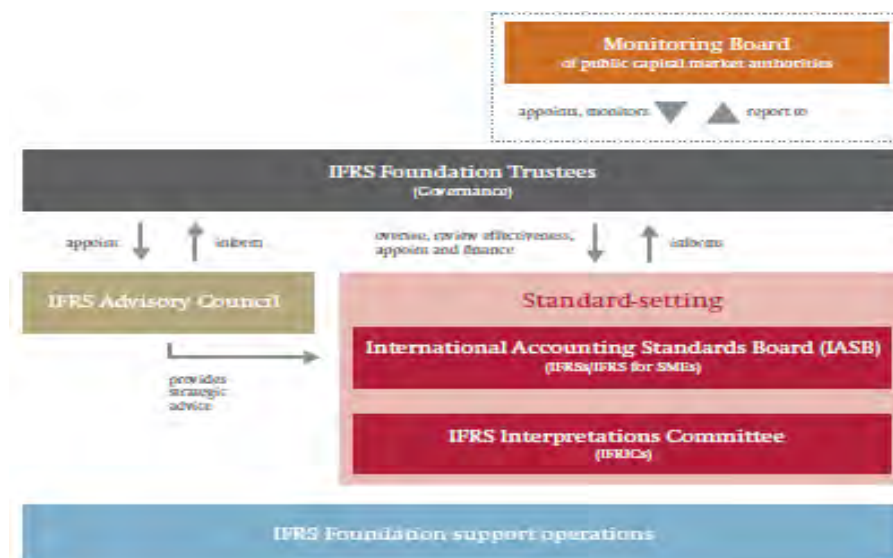 Monitoring Board
of public capital market authorities
appoints, monitors
report to
IFRS Foundation Trustees
(Governance)
appoint
inform
oversee, review effectiveness,
appoint and finance
inform
IFRS Advisory Council
Standard-setting
International Accounting Standards Board (IASB)
(IFRSs/IFRS for SMEs)
provides
strategic
advice
IFRS Interpretations Committee
(IFRICs)
IFRS Foundation support operations